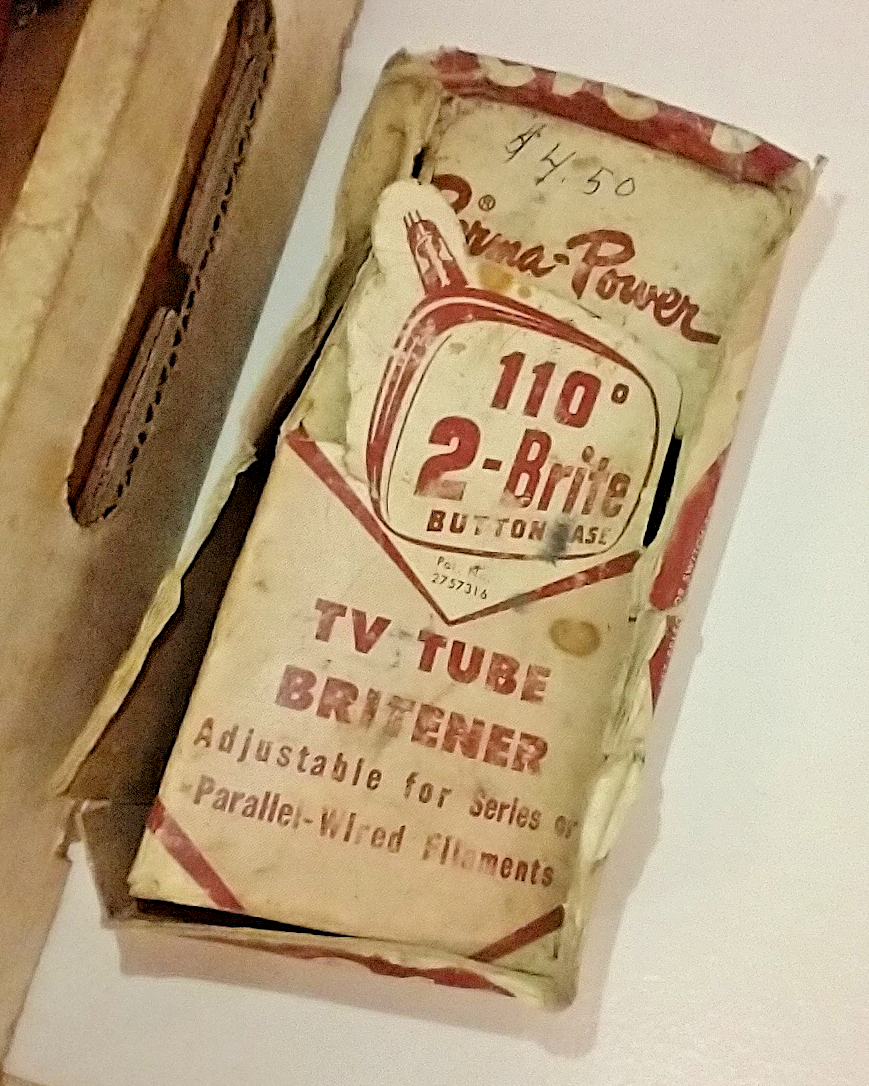 $4.50
Perma-Power
®
110°
2-Brite
BUTTON BASE
Pat. Nº.
2757316
TV TUBE
BRITENER
Adjustable for Series or
Parallel-Wired Filaments